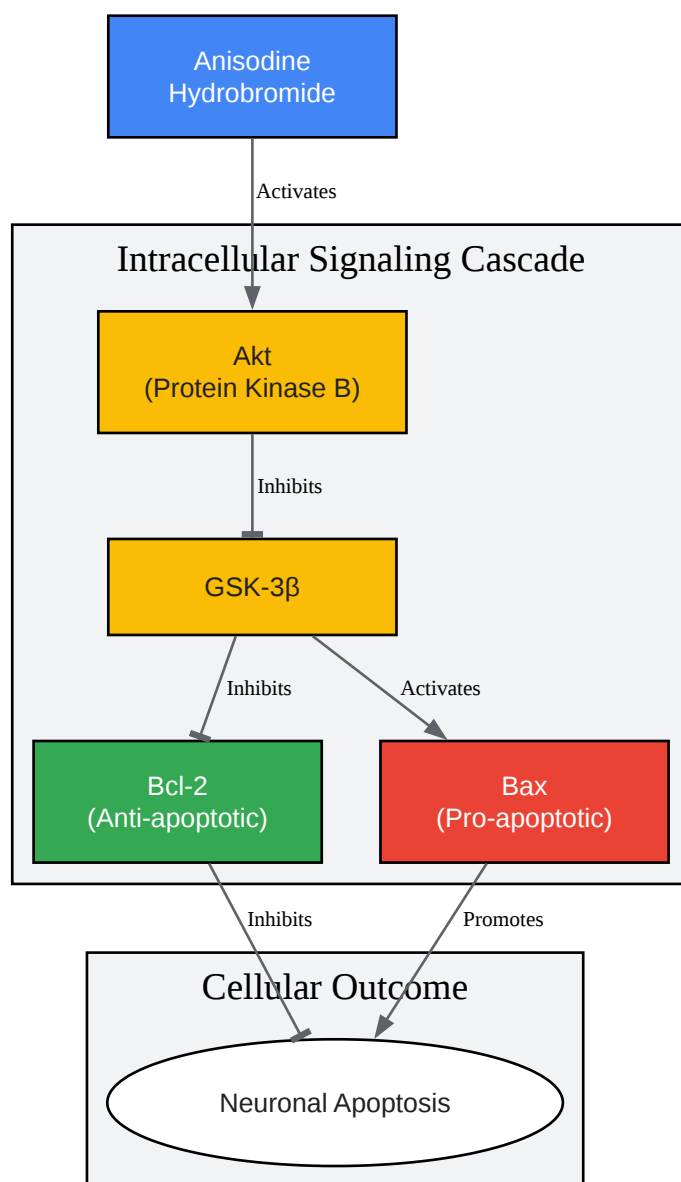 Anisodine
Hydrobromide
Activates
Intracellular Signaling Cascade
Akt
(Protein Kinase B)
Inhibits
GSK-3β
Inhibits
Activates
Bcl-2
(Anti-apoptotic)
Bax
(Pro-apoptotic)
Inhibits
Promotes
Cellular Outcome
Neuronal Apoptosis